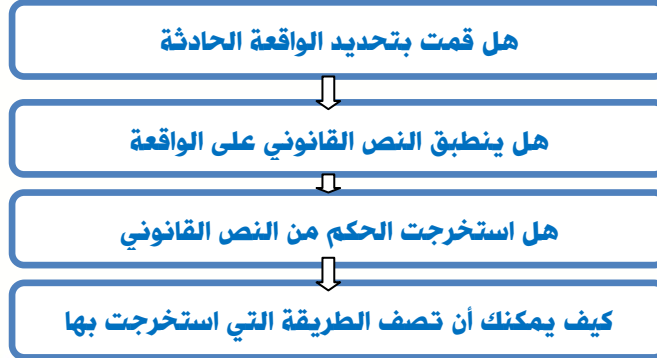 هل قمت بتحديد الواقعة الحادثة
هل ينطبق النص القانوني على الواقعة
هل استخرجت الحكم من النص القانوني
كيف يمكنك أن تصف الطريقة التي استخرجت بها